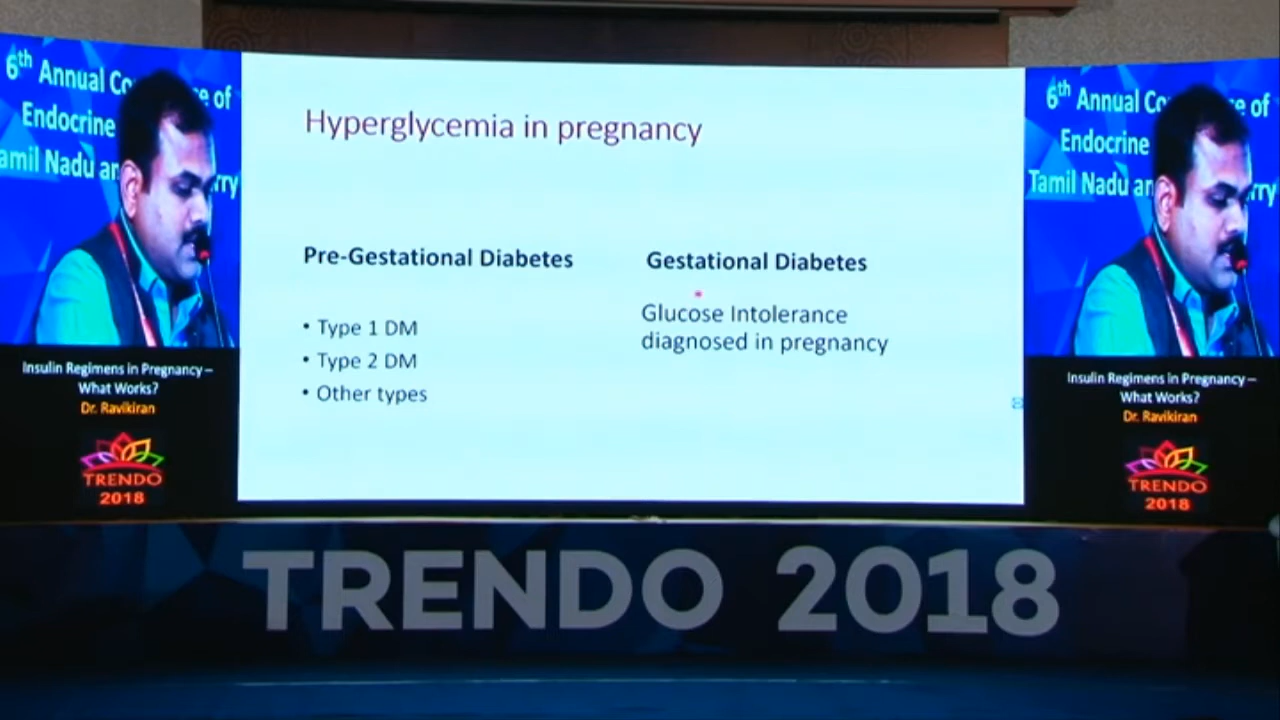 6th Annual Co e of
Endocrine
amil Nadu an rry
Insulin Regimens in Pregnancy –
What Works?
Dr. Ravikiran
TRENDO
2018
Hyperglycemia in pregnancy
Pre-Gestational Diabetes
• Type 1 DM
• Type 2 DM
• Other types
Gestational Diabetes
Glucose Intolerance
diagnosed in pregnancy
6th Annual Co e of
Endocrine
Tamil Nadu an rry
Insulin Regimens in Pregnancy –
What Works?
Dr. Ravikiran
TRENDO
2018
TRENDO 2018